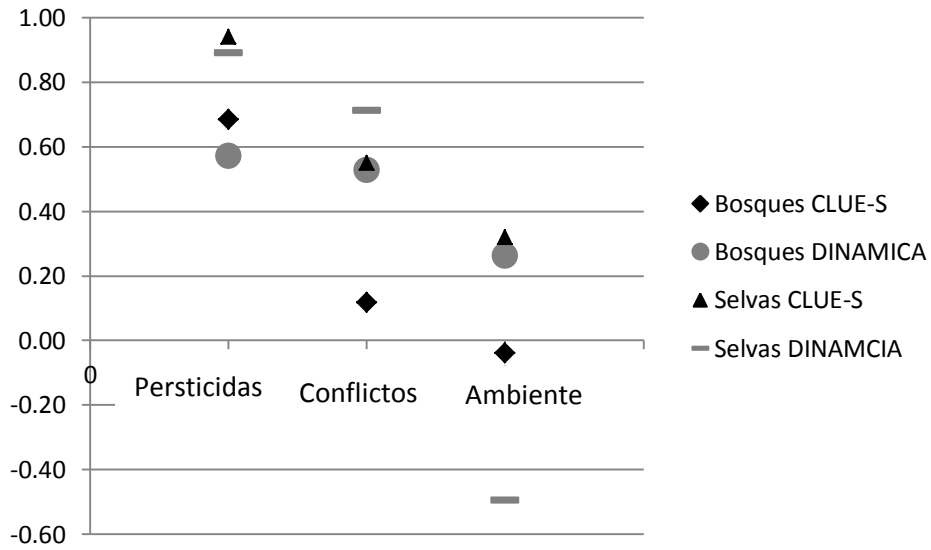 1.00
0.80
0.60
0.40
0.20
0.00
-0.20
-0.40
-0.60
0
Persticidas
Conflictos
Ambiente
Bosques CLUE-S
Bosques DINAMICA
Selvas CLUE-S
Selvas DINAMCIA